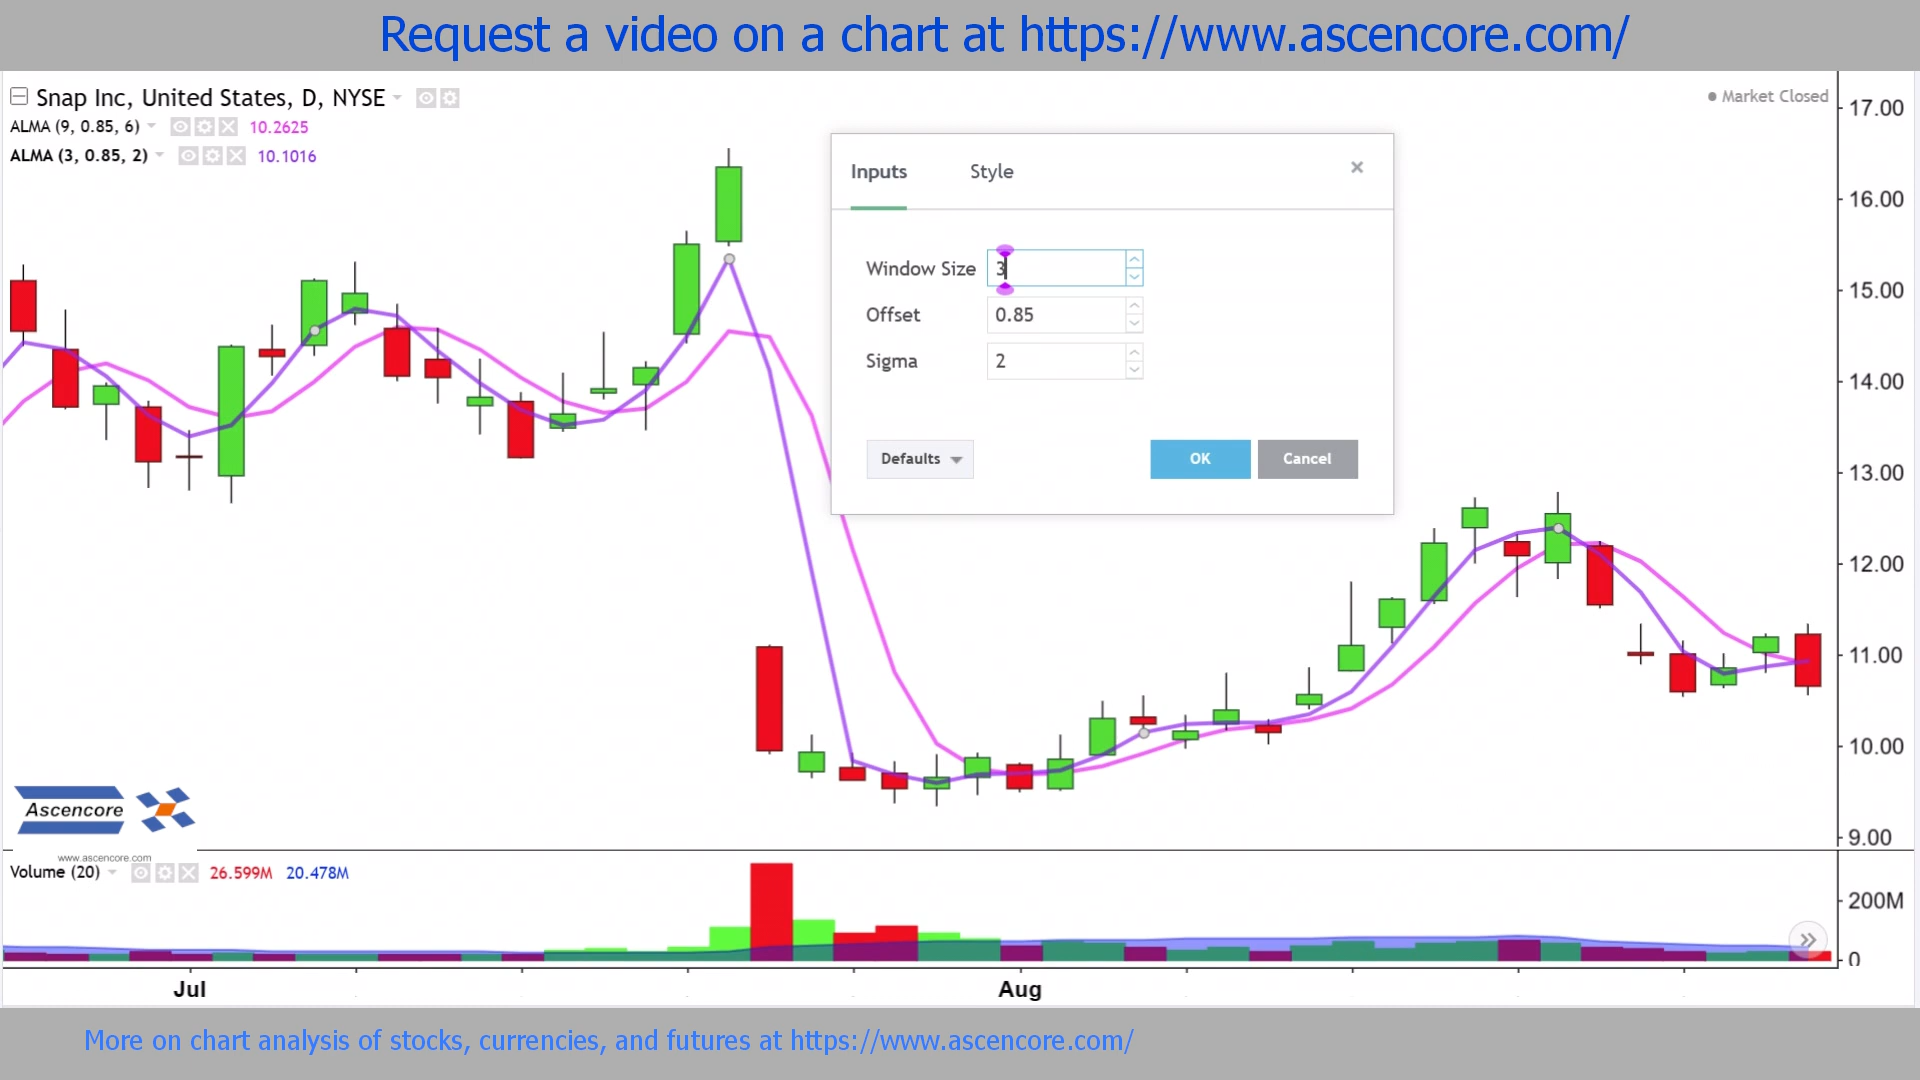 Request a video on a chart at https://www.ascencore.com/
Snap Inc, United States, D, NYSE
Market Closed
ALMA (9, 0.85, 6) 10.2625
ALMA (3, 0.85, 2) 10.1016
Inputs Style
Window Size 3
Offset 0.85
Sigma 2
Defaults OK Cancel
17.00
16.00
15.00
14.00
13.00
12.00
11.00
10.00
9.00
Ascencore
www.ascencore.com
Volume (20) 26.599M 20.478M
200M
0
Jul Aug
More on chart analysis of stocks, currencies, and futures at https://www.ascencore.com/